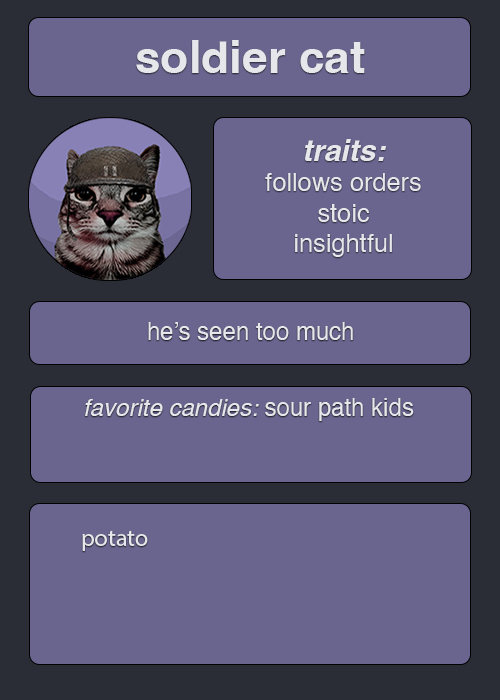 soldier cat
traits:
follows orders
stoic
insightful
he's seen too much
favorite candies: sour path kids
potato